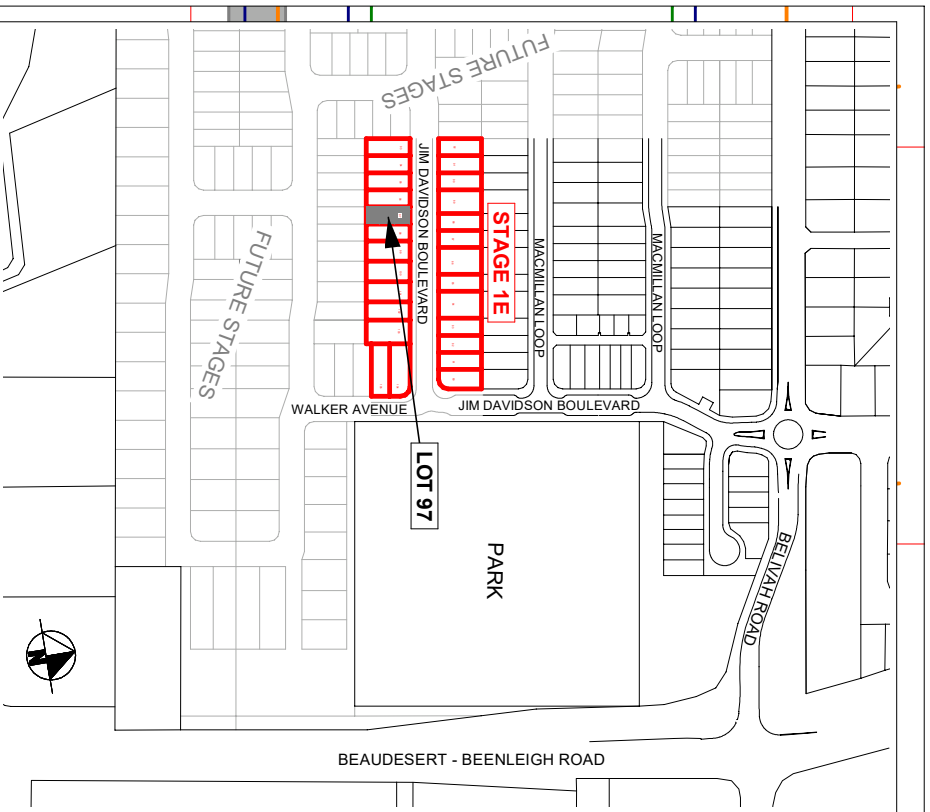 FUTURE STAGES
JIM DAVIDSON BOULEVARD
STAGE 1E
MACMILLAN LOOP
MACMILLAN LOOP
FUTURE STAGES
WALKER AVENUE
JIM DAVIDSON BOULEVARD
LOT 97
PARK
BELIVAH ROAD
N
BEAUDESERT - BEENLEIGH ROAD